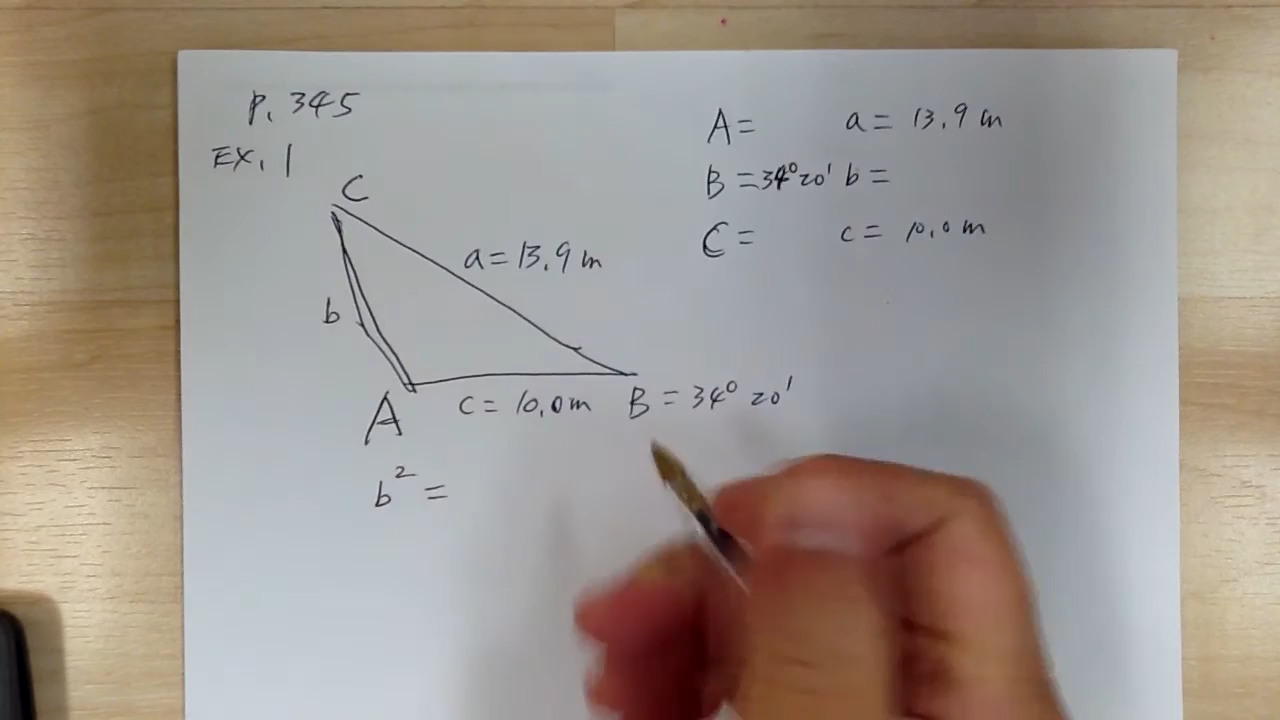 P. 345
EX. 1
A= a = 13.9 m
B = 34° 20' b =
C = c = 10.0 m
C
a = 13.9 m
b
A c = 10.0 m B = 34° 20'
b² =